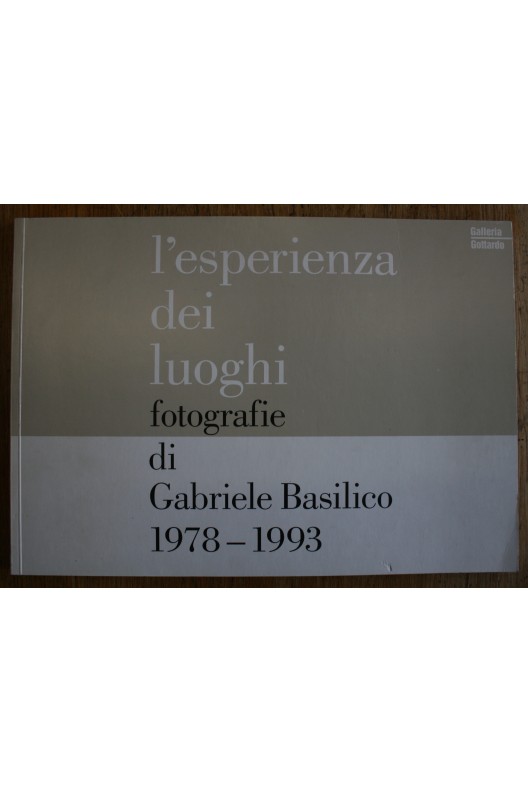 Galleria
Gottardo
l'esperienza
dei
luoghi
fotografie
di
Gabriele Basilico
1978 – 1993